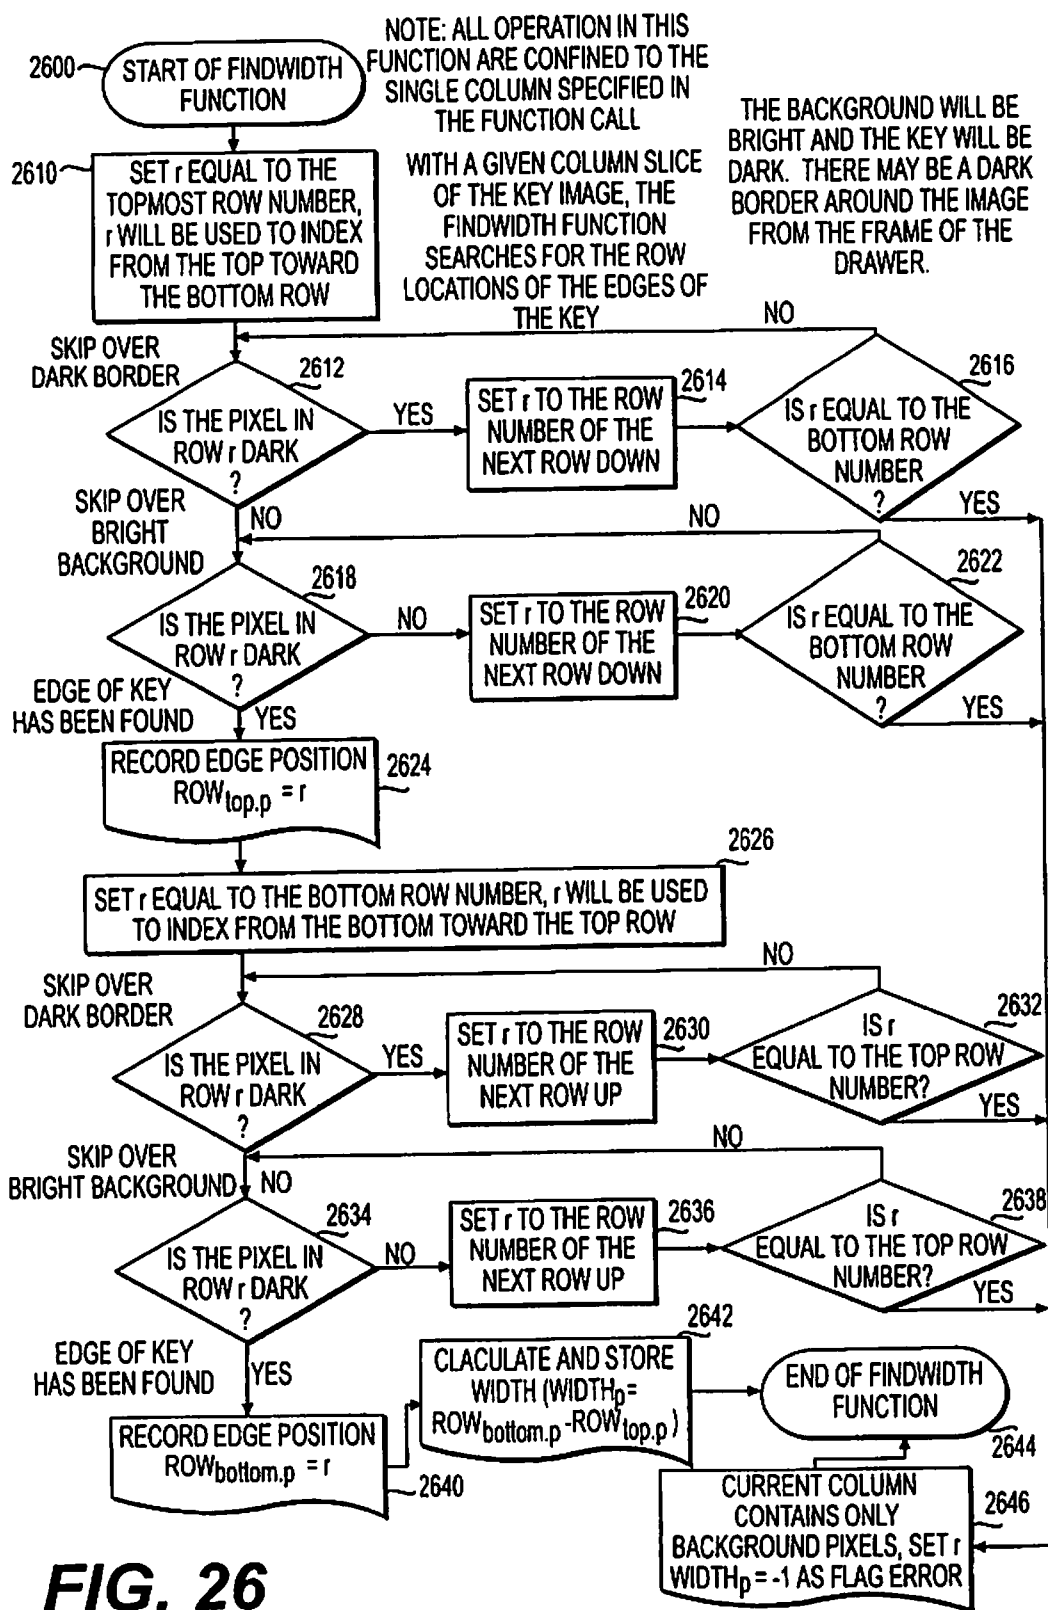 NOTE: ALL OPERATION IN THIS
FUNCTION ARE CONFINED TO THE
SINGLE COLUMN SPECIFIED IN
THE FUNCTION CALL
2600
START OF FINDWIDTH
FUNCTION
THE BACKGROUND WILL BE
BRIGHT AND THE KEY WILL BE
DARK. THERE MAY BE A DARK
BORDER AROUND THE IMAGE
FROM THE FRAME OF THE
DRAWER.
2610
SET r EQUAL TO THE
TOPMOST ROW NUMBER,
r WILL BE USED TO INDEX
FROM THE TOP TOWARD
THE BOTTOM ROW
WITH A GIVEN COLUMN SLICE
OF THE KEY IMAGE, THE
FINDWIDTH FUNCTION
SEARCHES FOR THE ROW
LOCATIONS OF THE EDGES OF
THE KEY
NO
SKIP OVER
DARK BORDER
2612
IS THE PIXEL IN
ROW r DARK
?
YES
2614
SET r TO THE ROW
NUMBER OF THE
NEXT ROW DOWN
2616
IS r EQUAL TO THE
BOTTOM ROW
NUMBER
?
YES
SKIP OVER
BRIGHT
BACKGROUND
NO
NO
2618
IS THE PIXEL IN
ROW r DARK
?
NO
2620
SET r TO THE ROW
NUMBER OF THE
NEXT ROW DOWN
2622
IS r EQUAL TO THE
BOTTOM ROW
NUMBER
?
YES
EDGE OF KEY
HAS BEEN FOUND
YES
RECORD EDGE POSITION
ROWtop.p = r
2624
2626
SET r EQUAL TO THE BOTTOM ROW NUMBER, r WILL BE USED
TO INDEX FROM THE BOTTOM TOWARD THE TOP ROW
NO
SKIP OVER
DARK BORDER
2628
IS THE PIXEL IN
ROW r DARK
?
YES
2630
SET r TO THE ROW
NUMBER OF THE
NEXT ROW UP
2632
IS r
EQUAL TO THE TOP ROW
NUMBER?
YES
SKIP OVER
BRIGHT BACKGROUND
NO
NO
2634
IS THE PIXEL IN
ROW r DARK
?
NO
2636
SET r TO THE ROW
NUMBER OF THE
NEXT ROW UP
2638
IS r
EQUAL TO THE TOP ROW
NUMBER?
YES
EDGE OF KEY
HAS BEEN FOUND
YES
RECORD EDGE POSITION
ROWbottom.p = r
2640
2642
CLACULATE AND STORE
WIDTH (WIDTHp=
ROWbottom.p -ROWtop.p )
END OF FINDWIDTH
FUNCTION
2644
2646
CURRENT COLUMN
CONTAINS ONLY
BACKGROUND PIXELS, SET r
WIDTHp = -1 AS FLAG ERROR
FIG. 26